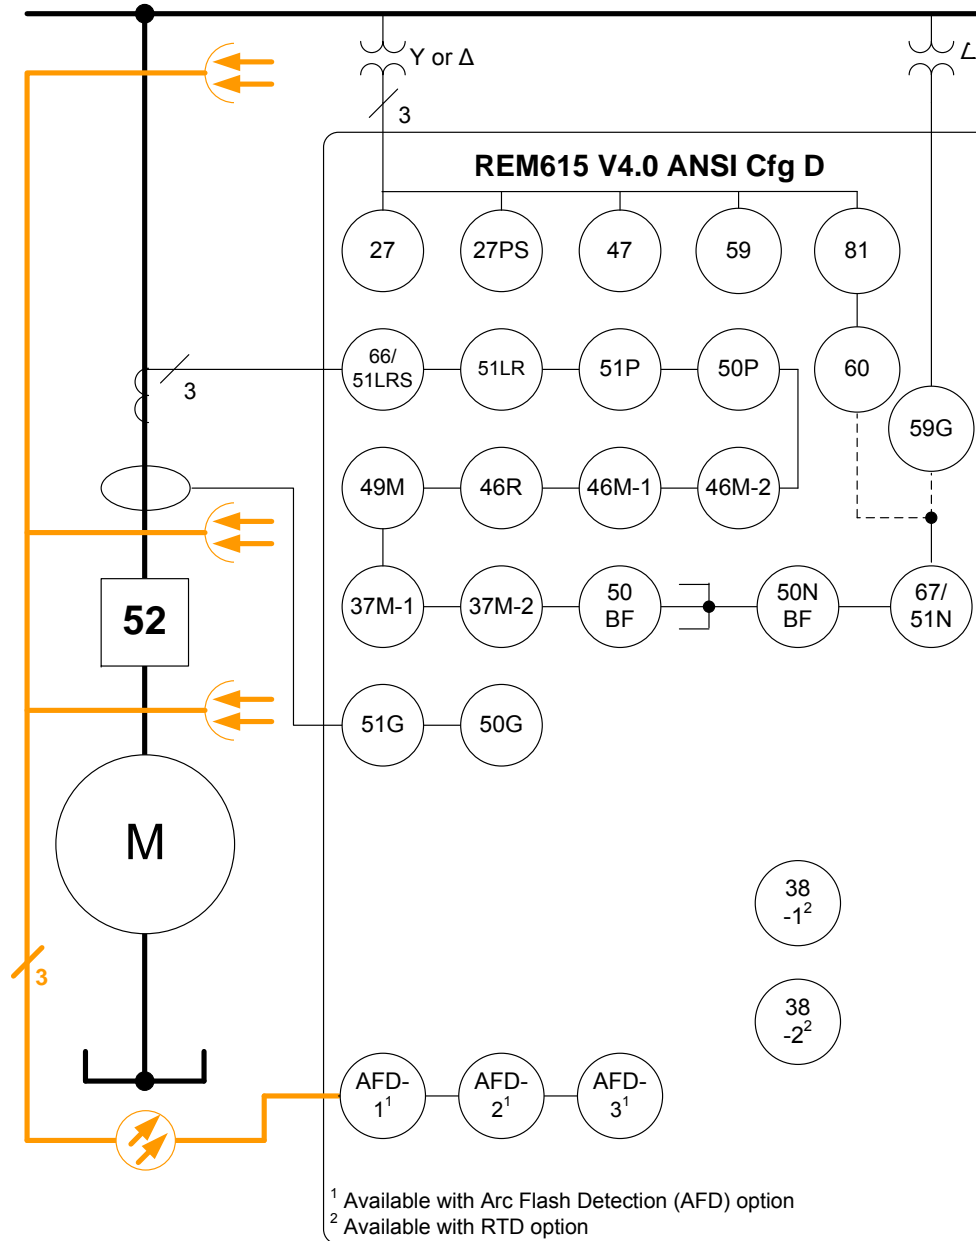 Y or Δ
3
REM615 V4.0 ANSI Cfg D
27
27PS
47
59
81
66/
51LRS
51LR
51P
50P
60
3
59G
49M
46R
46M-1
46M-2
52
37M-1
37M-2
50
BF
50N
BF
67/
51N
51G
50G
M
38
-1²
38
-2²
3
AFD-
1¹
AFD-
2¹
AFD-
3¹
¹ Available with Arc Flash Detection (AFD) option
² Available with RTD option